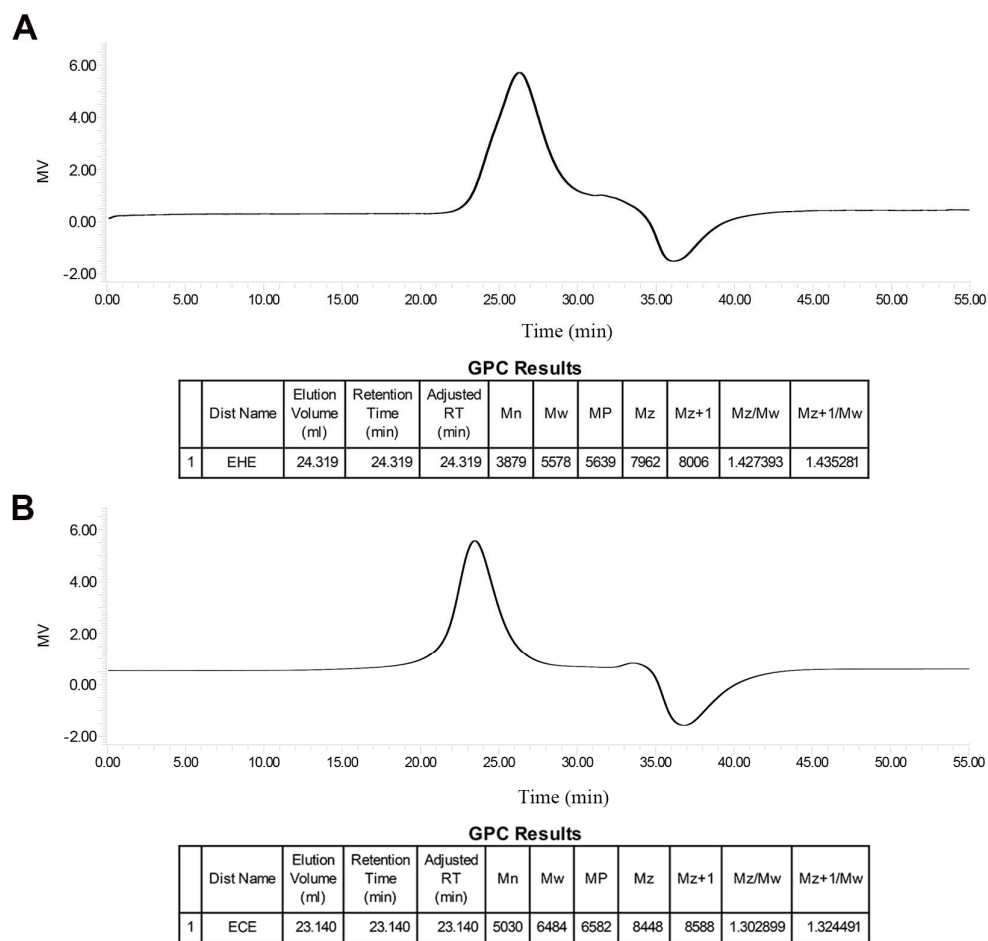 A
MV
6.00
4.00
2.00
0.00
-2.00
0.00 5.00 10.00 15.00 20.00 25.00 30.00 35.00 40.00 45.00 50.00 55.00
Time (min)
GPC Results
Dist Name Elution Volume (ml) Retention Time (min) Adjusted RT (min) Mn Mw MP Mz Mz+1 Mz/Mw Mz+1/Mw
1 EHE 24.319 24.319 24.319 3879 5578 5639 7962 8006 1.427393 1.435281
B
MV
6.00
4.00
2.00
0.00
-2.00
0.00 5.00 10.00 15.00 20.00 25.00 30.00 35.00 40.00 45.00 50.00 55.00
Time (min)
GPC Results
Dist Name Elution Volume (ml) Retention Time (min) Adjusted RT (min) Mn Mw MP Mz Mz+1 Mz/Mw Mz+1/Mw
1 ECE 23.140 23.140 23.140 5030 6484 6582 8448 8588 1.302899 1.324491